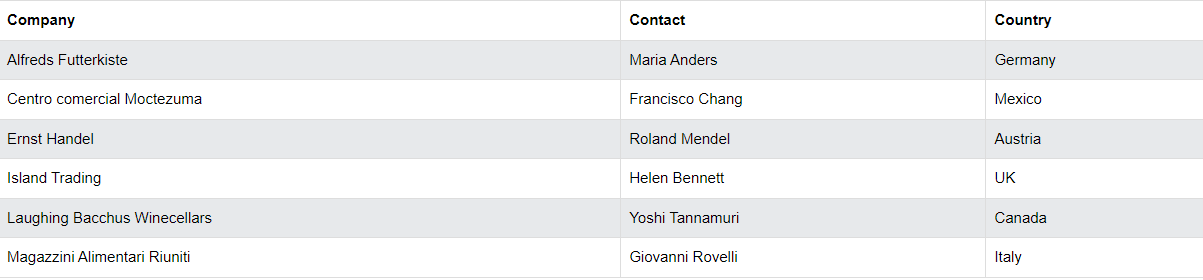 Company Contact Country
Alfreds Futterkiste Maria Anders Germany
Centro comercial Moctezuma Francisco Chang Mexico
Ernst Handel Roland Mendel Austria
Island Trading Helen Bennett UK
Laughing Bacchus Winecellars Yoshi Tannamuri Canada
Magazzini Alimentari Riuniti Giovanni Rovelli Italy